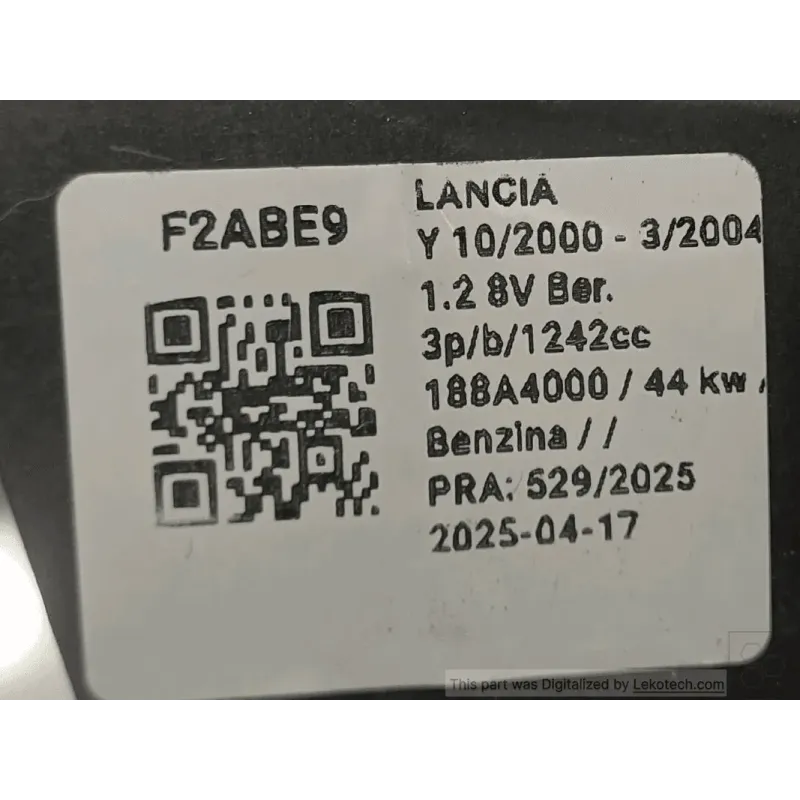 F2ABE9
LANCIA
Y 10/2000 - 3/2004
1.2 8V Ber.
3p/b/1242cc
188A4000 / 44 kw /
Benzina / /
PRA: 529/2025
2025-04-17
This part was Digitalized by Lekotech.com